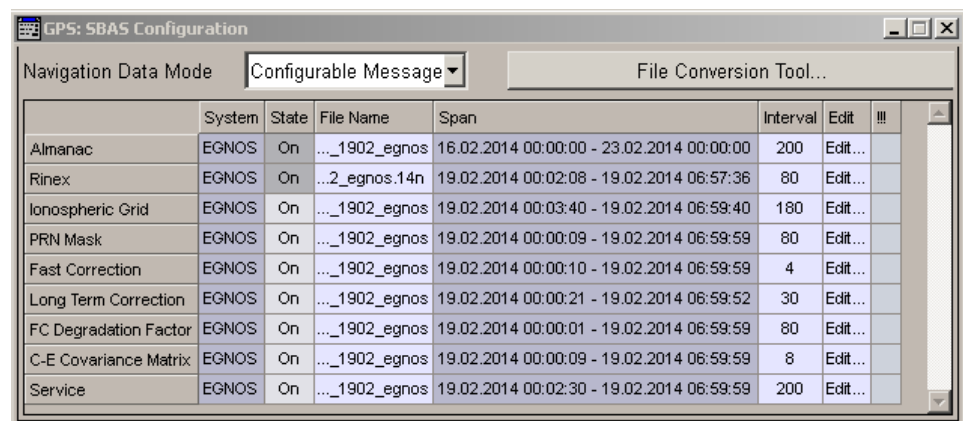 GPS: SBAS Configuration
Navigation Data Mode Configurable Message File Conversion Tool...
System State File Name Span Interval Edit !!!
Almanac EGNOS On ..._1902_egnos 16.02.2014 00:00:00 - 23.02.2014 00:00:00 200 Edit...
Rinex EGNOS On ...2_egnos.14n 19.02.2014 00:02:08 - 19.02.2014 06:57:36 80 Edit...
Ionospheric Grid EGNOS On ..._1902_egnos 19.02.2014 00:03:40 - 19.02.2014 06:59:40 180 Edit...
PRN Mask EGNOS On ..._1902_egnos 19.02.2014 00:00:09 - 19.02.2014 06:59:59 80 Edit...
Fast Correction EGNOS On ..._1902_egnos 19.02.2014 00:00:10 - 19.02.2014 06:59:59 4 Edit...
Long Term Correction EGNOS On ..._1902_egnos 19.02.2014 00:00:21 - 19.02.2014 06:59:52 30 Edit...
FC Degradation Factor EGNOS On ..._1902_egnos 19.02.2014 00:00:01 - 19.02.2014 06:59:59 80 Edit...
C-E Covariance Matrix EGNOS On ..._1902_egnos 19.02.2014 00:00:09 - 19.02.2014 06:59:59 8 Edit...
Service EGNOS On ..._1902_egnos 19.02.2014 00:02:30 - 19.02.2014 06:59:59 200 Edit...